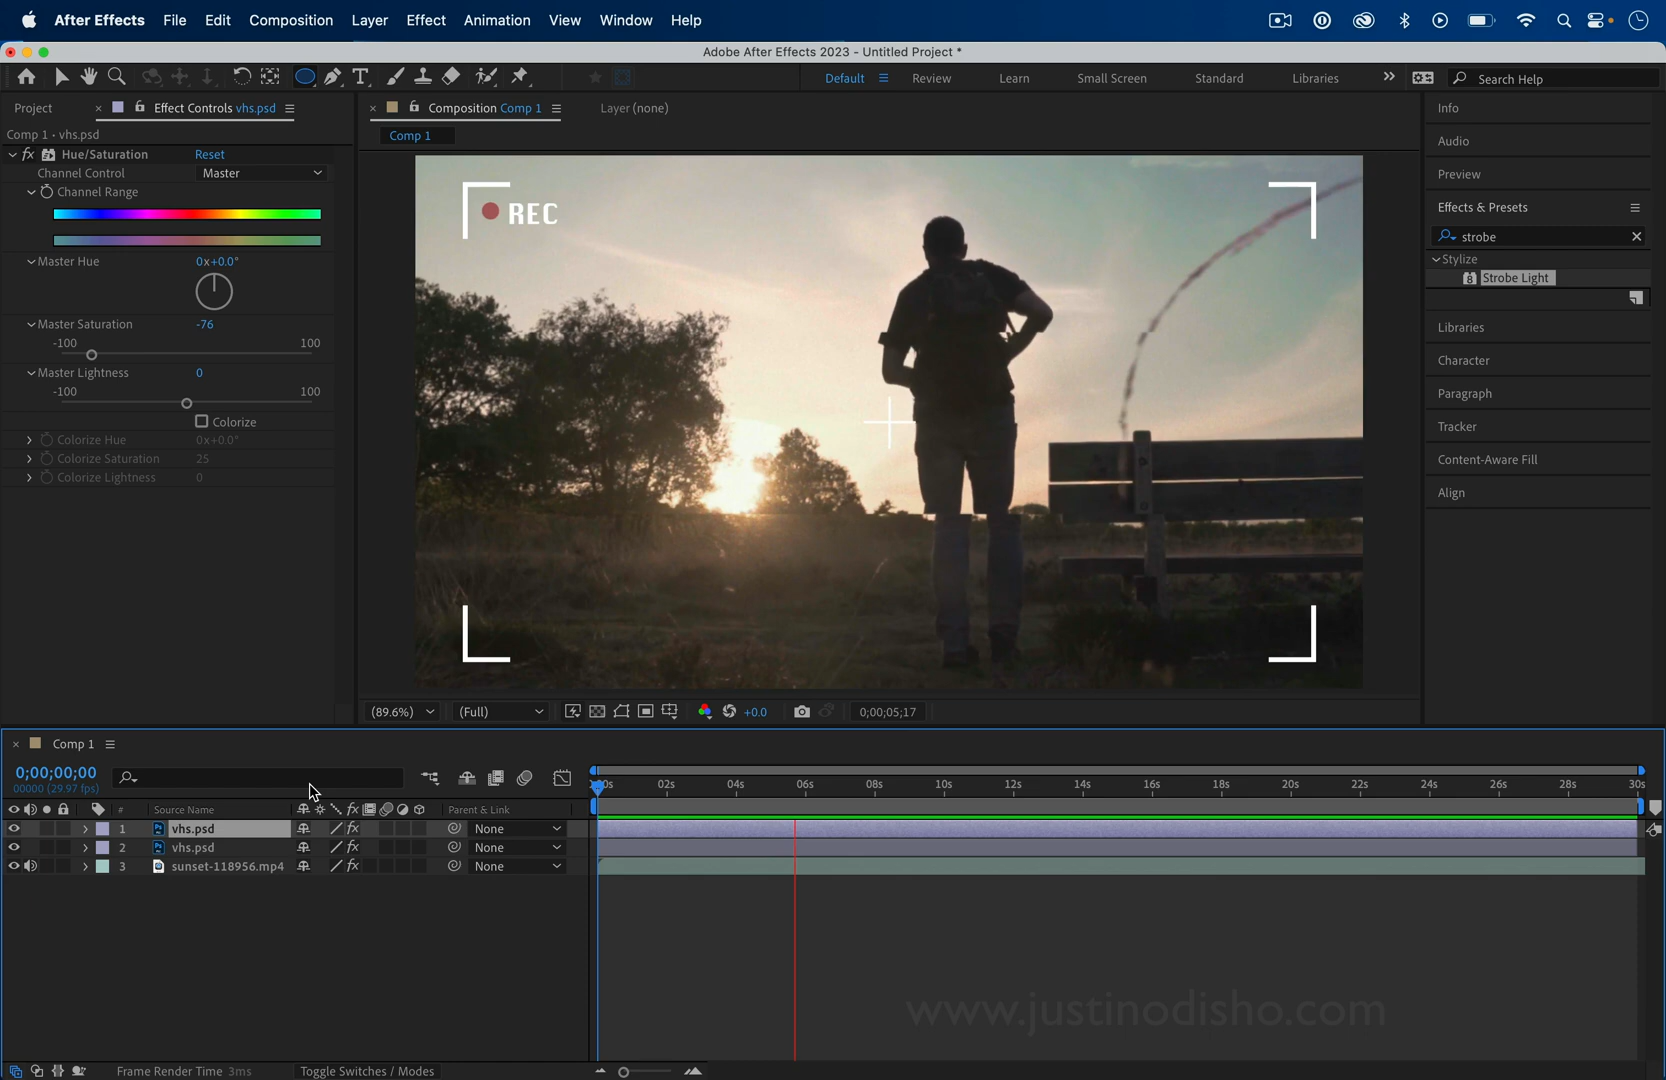 After Effects File Edit Composition Layer Effect Animation View Window Help
Adobe After Effects 2023 - Untitled Project *
Default Review Learn Small Screen Standard Libraries Search Help
Project Effect Controls vhs.psd
Comp 1 • vhs.psd
fx Hue/Saturation Reset
Channel Control Master
Channel Range
Master Hue 0x+0.0°
Master Saturation -76
-100 100
Master Lightness 0
-100 100
Colorize
Colorize Hue 0x+0.0°
Colorize Saturation 25
Colorize Lightness 0
Composition Comp 1 Layer (none)
Comp 1
REC
(89.6%) (Full) +0.0 0;00;05;17
Info
Audio
Preview
Effects & Presets
strobe
Stylize
8 Strobe Light
Libraries
Character
Paragraph
Tracker
Content-Aware Fill
Align
Comp 1
0;00;00;00
00000 (29.97 fps)
02s 04s 06s 08s 10s 12s 14s 16s 18s 20s 22s 24s 26s 28s 30s
# Source Name fx Parent & Link
1 Ps vhs.psd fx None
2 Ps vhs.psd fx None
3 sunset-118956.mp4 fx None
www.justinodisho.com
Frame Render Time 3ms Toggle Switches / Modes